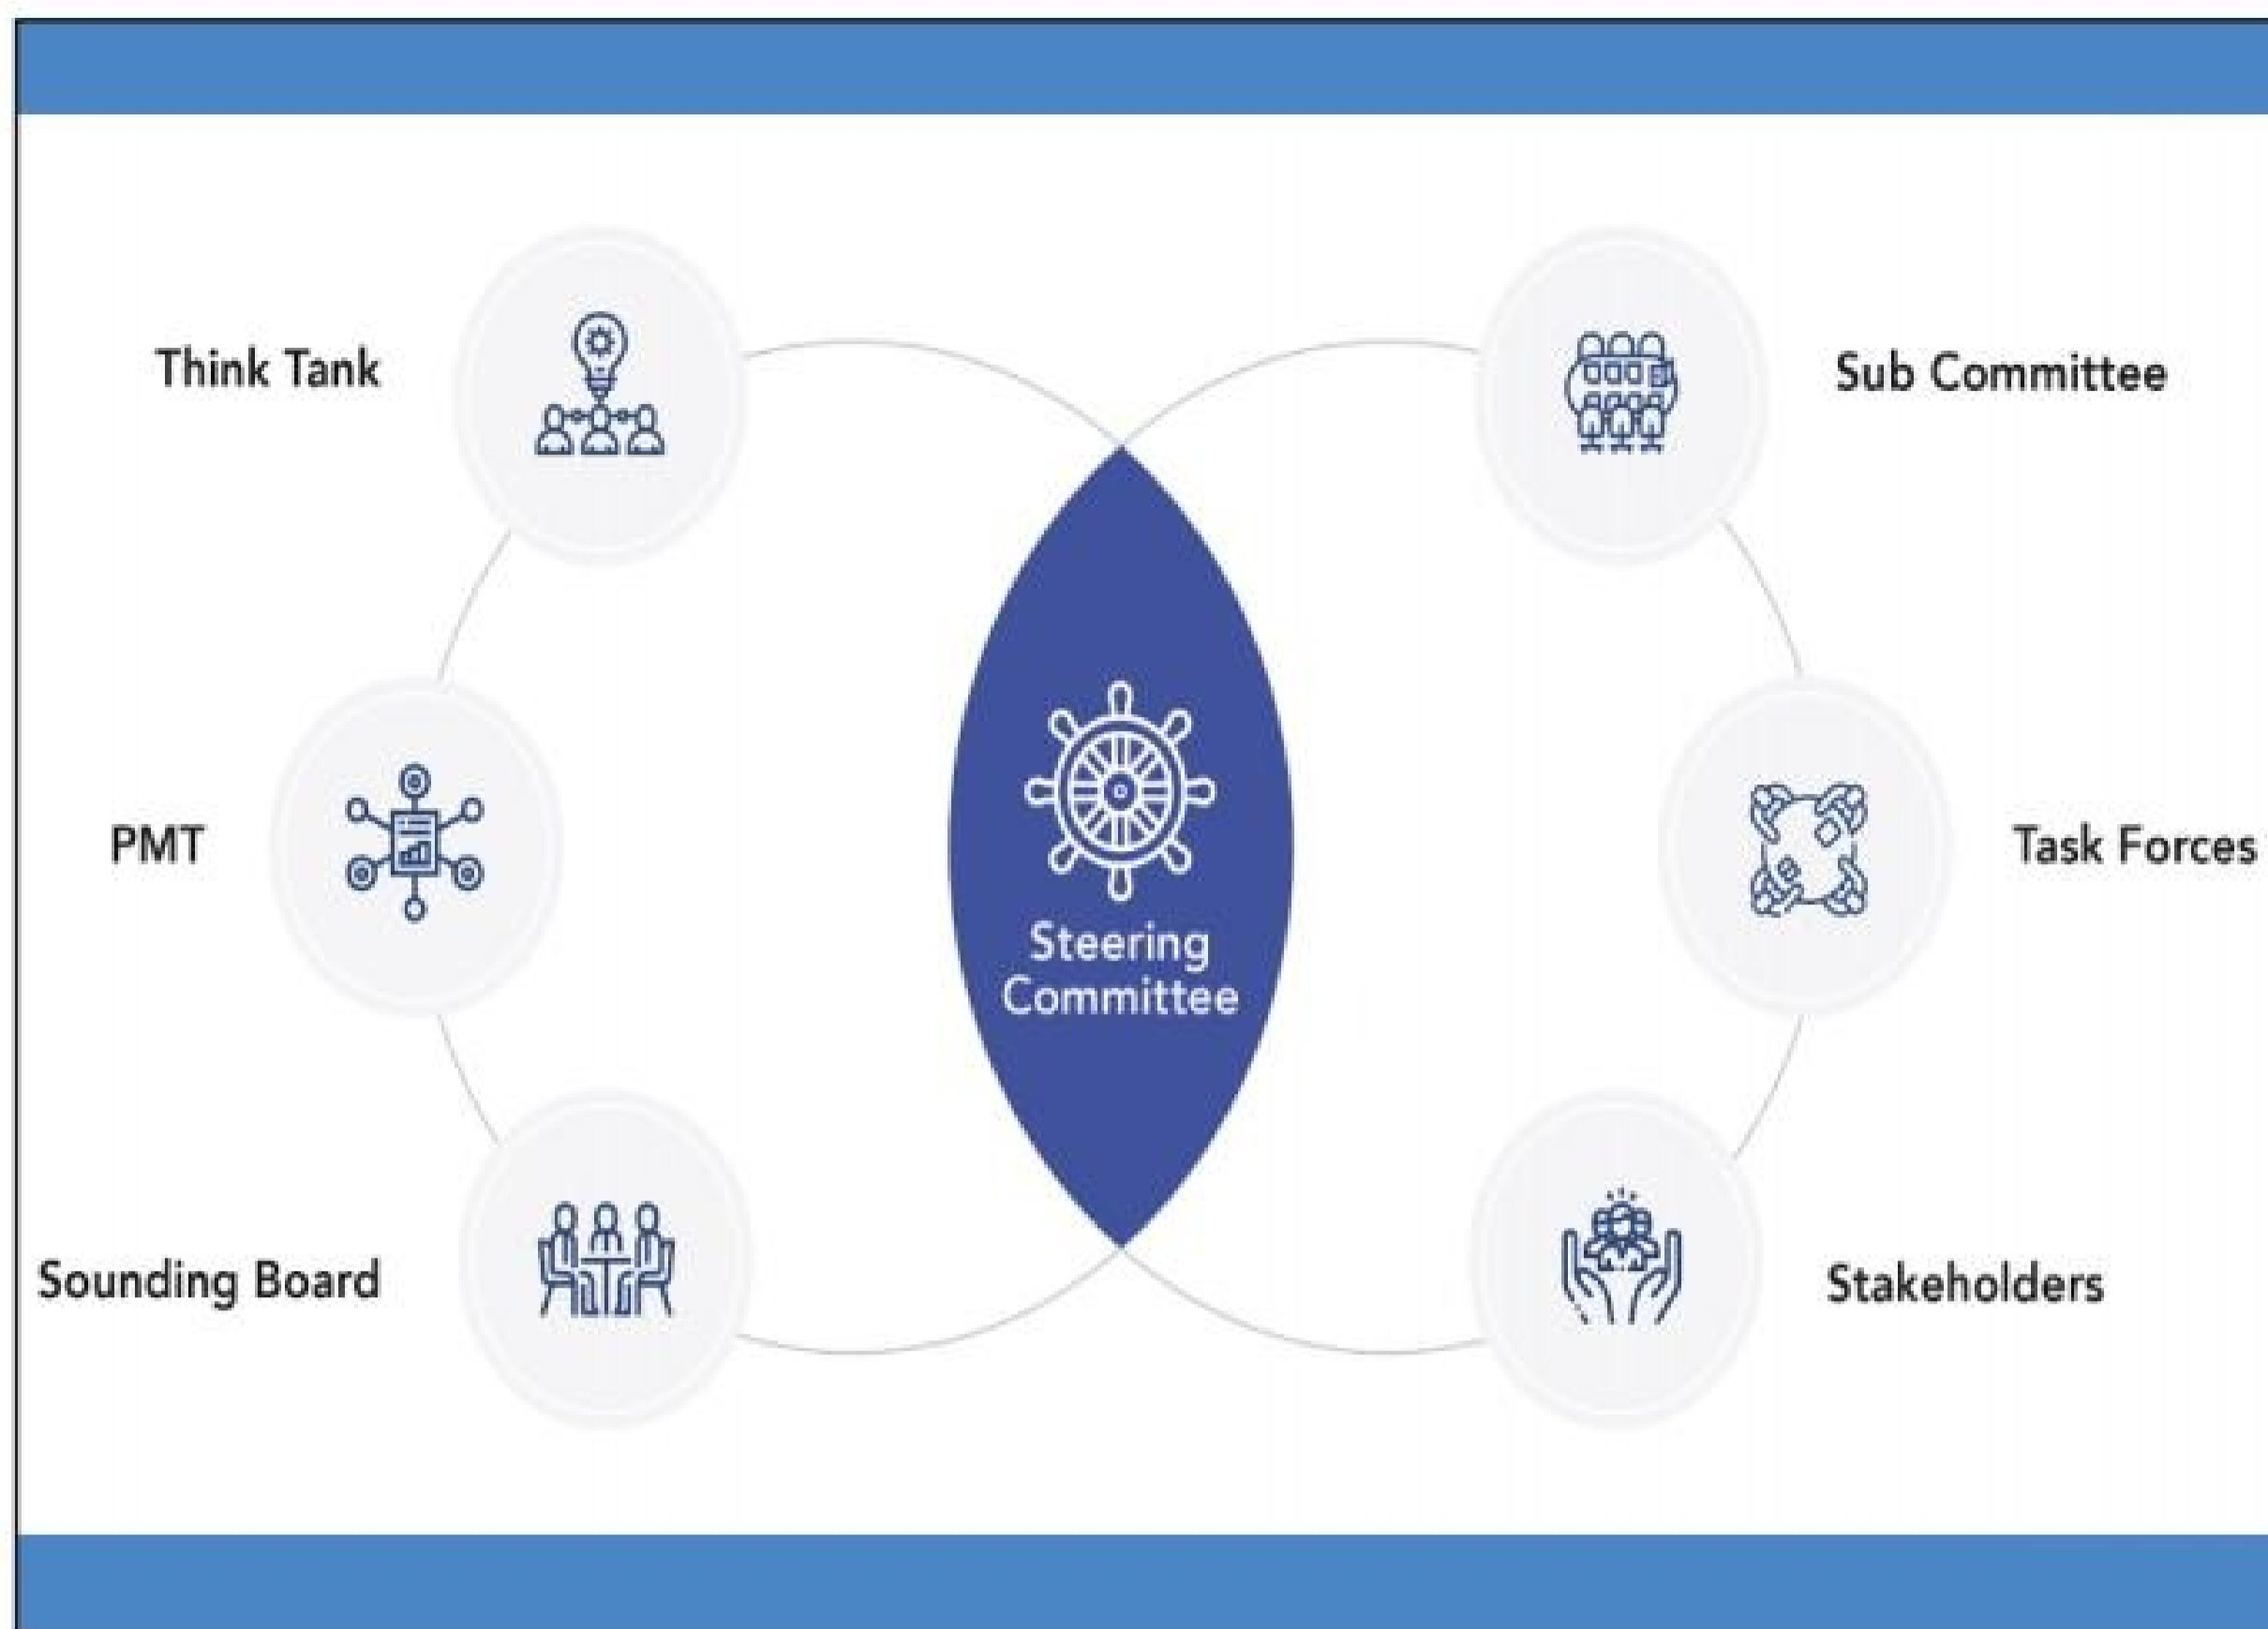 Think Tank
Sub Committee
PMT
Task Forces
Steering
Committee
Sounding Board
Stakeholders